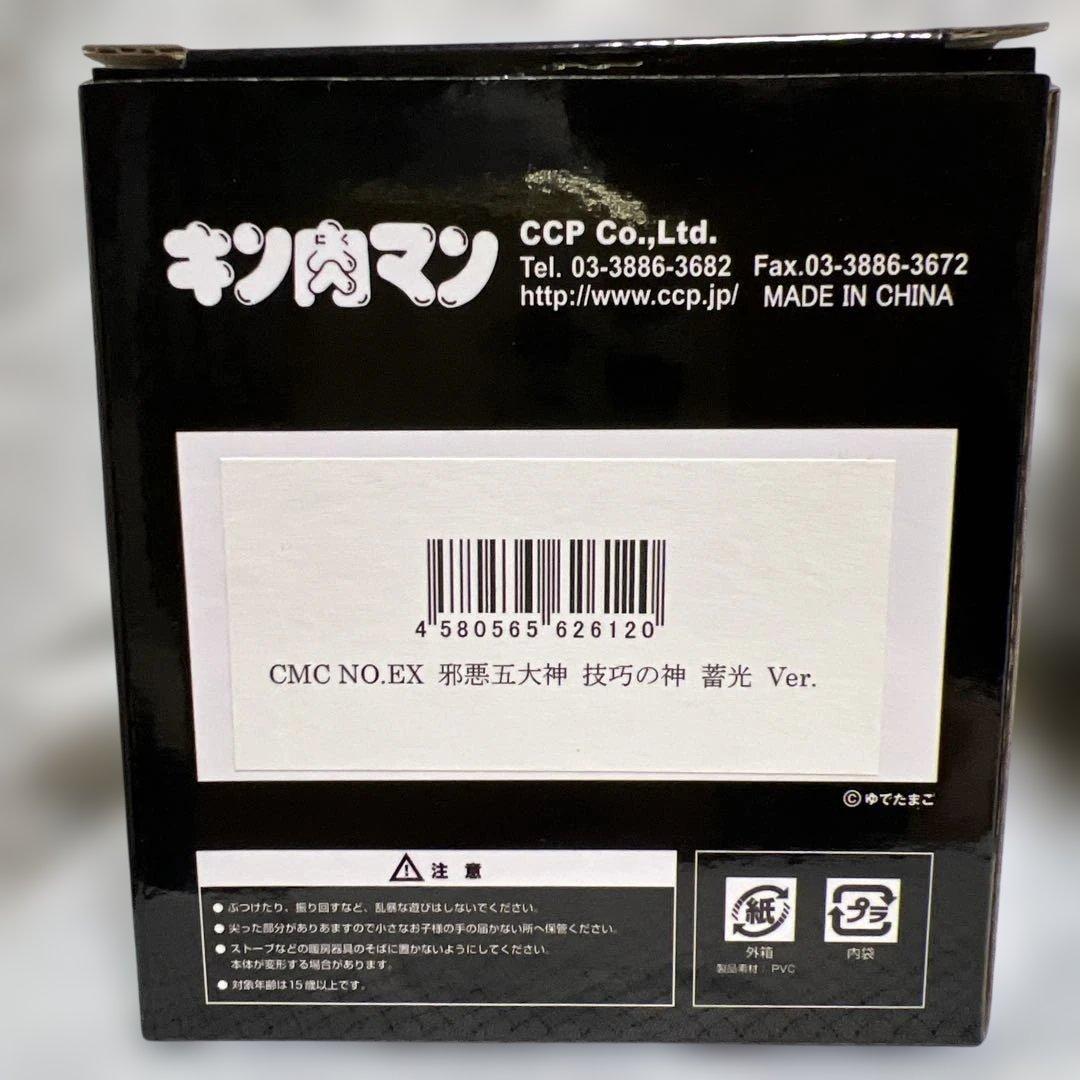 キン肉マン
にく
CCP Co.,Ltd.
Tel. 03-3886-3682 Fax.03-3886-3672
http://www.ccp.jp/ MADE IN CHINA
4 580565 626120
CMC NO.EX 邪悪五大神 技巧の神 蓄光 Ver.
©ゆでたまご
注 意
● ぶつけたり、振り回すなど、乱暴な遊びはしないでください。
● 尖った部分がありあますので小さなお子様の手の届かない所へ保管ください。
● ストーブなどの暖房器具のそばに置かないようにしてください。
本体が変形する場合があります。
● 対象年齢は15歳以上です。
紙
外箱
製品素材：PVC
プラ
内袋